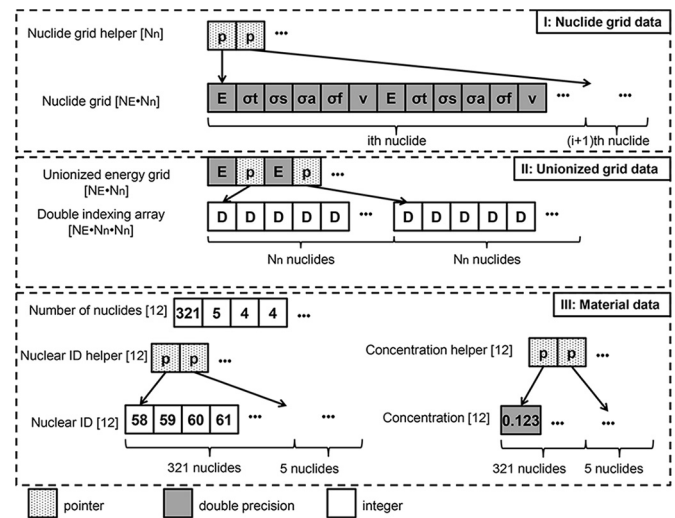 I: Nuclide grid data
Nuclide grid helper [Nn]
p p ...
Nuclide grid [NE•Nn]
E σt σs σa σf ν E σt σs σa σf ν ... ...
ith nuclide (i+1)th nuclide
II: Unionized grid data
Unionized energy grid
[NE•Nn]
E p E p ...
Double indexing array
[NE•Nn•Nn]
D D D D D ... D D D D D ...
Nn nuclides Nn nuclides
III: Material data
Number of nuclides [12]
321 5 4 4 ...
Nuclear ID helper [12]
p p ...
Concentration helper [12]
p p ...
Nuclear ID [12]
58 59 60 61 ... ...
Concentration [12]
0.123 ... ...
321 nuclides 5 nuclides
321 nuclides 5 nuclides
pointer double precision integer